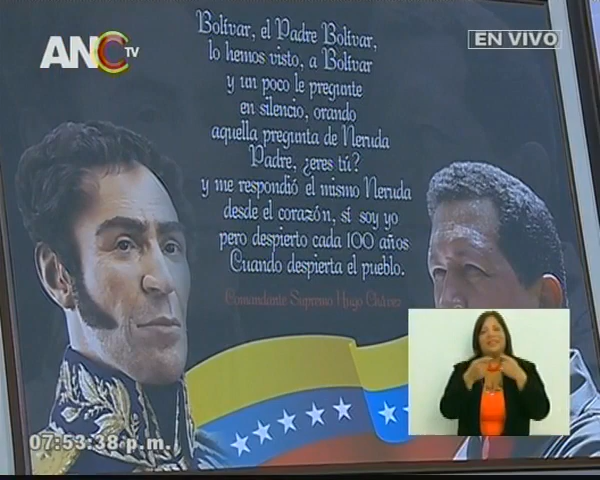 ANC TV
EN VIVO
Bolívar, el Padre Bolívar,
lo hemos visto, a Bolívar
y un poco le pregunte
en silencio, orando
aquella pregunta de Neruda
Padre, ¿eres tú?
y me respondió el mismo Neruda
desde el corazón, sí soy yo
pero despierto cada 100 años
Cuando despierta el pueblo.
Comandante Supremo Hugo Chávez
07:53:38 p.m.